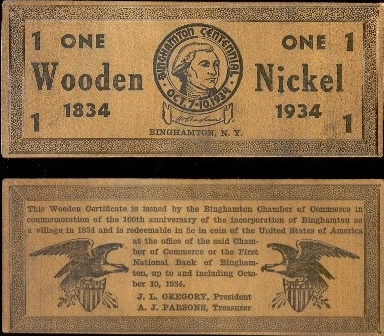 1 ONE ONE 1
BINGHAMTON CENTENNIAL
OCT. 7-10, 1934
Wooden Nickel
1834 1934
1 1
BINGHAMTON, N. Y.
This Wooden Certificate is issued by the Binghamton Chamber of Commerce in
commemoration of the 100th anniversary of the incorporation of Binghamton as
a village in 1834 and is redeemable in 5c in coin of the United States of America
at the office of the said Cham-
ber of Commerce or the First
National Bank of Bingham-
ton, up to and including Octo-
ber 10, 1934.
J. L. GREGORY, President
A. J. PARSONS, Treasurer